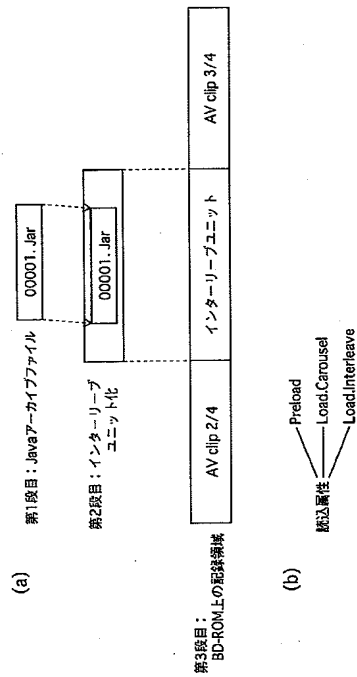 (a)
第1段目：Javaアーカイブファイル
00001. Jar
第2段目：インターリーブ
ユニット化
00001. Jar
第3段目：
BD-ROM上の記録領域
AV clip 2/4
インターリーブユニット
AV clip 3/4
(b)
読込属性
Preload
Load.Carousel
Load.Interleave